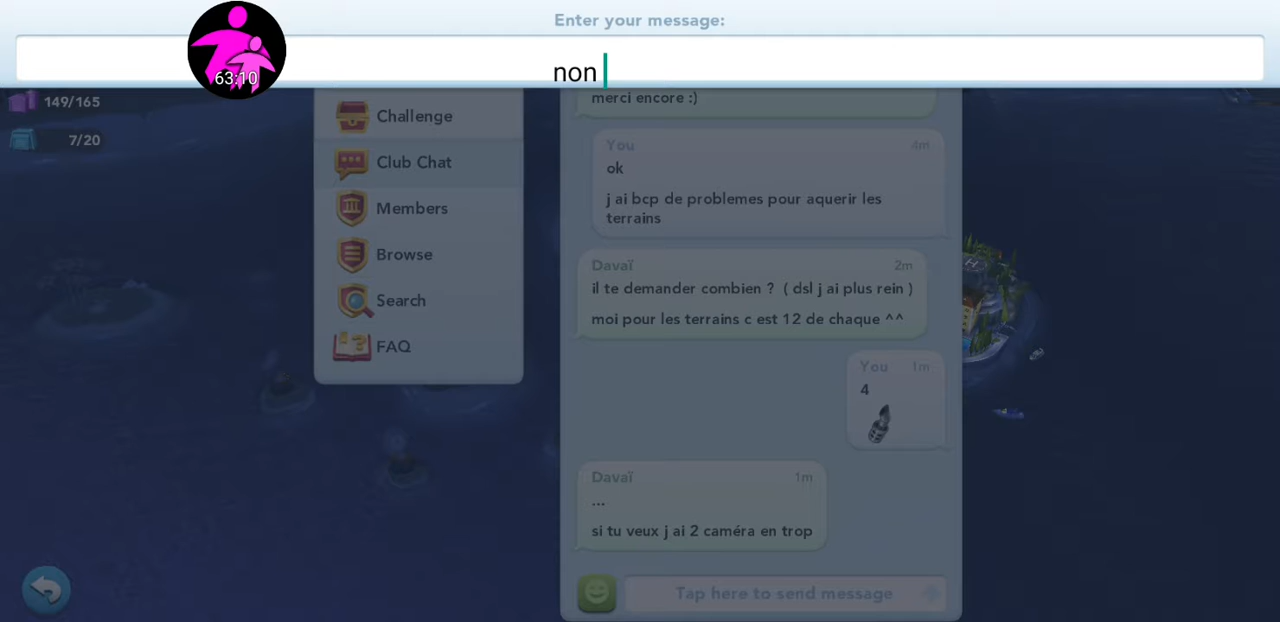 Enter your message:
non
63:10
149/165
7/20
Challenge
Club Chat
Members
Browse
Search
FAQ
merci encore :)
You 4m
ok
j ai bcp de problemes pour aquerir les
terrains
Davaï 2m
il te demander combien ? ( dsl j ai plus rein )
moi pour les terrains c est 12 de chaque ^^
You 1m
4
Davaï 1m
...
si tu veux j ai 2 caméra en trop
Tap here to send message